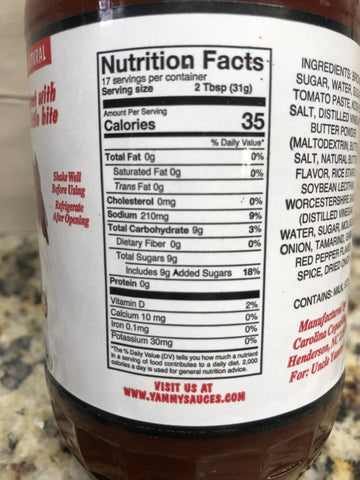 NATURAL
with
bite
Shake Well
Before Using
Refrigerate
After Opening
Nutrition Facts
17 servings per container
Serving size 2 Tbsp (31g)
Amount Per Serving
Calories 35
% Daily Value*
Total Fat 0g 0%
Saturated Fat 0g 0%
Trans Fat 0g
Cholesterol 0mg 0%
Sodium 210mg 9%
Total Carbohydrate 9g 3%
Dietary Fiber 0g 0%
Total Sugars 9g
Includes 9g Added Sugars 18%
Protein 0g
Vitamin D 2%
Calcium 10 mg 0%
Iron 0.1mg 0%
Potassium 30mg 0%
*The % Daily Value (DV) tells you how much a nutrient
in a serving of food contributes to a daily diet. 2,000
calories a day is used for general nutrition advice.
VISIT US AT
WWW.YAMMYSAUCES.COM
INGREDIENTS:
SUGAR, WATER,
TOMATO PASTE,
SALT, DISTILLED
BUTTER
(MALTODEXTRIN,
SALT, NATURAL
FLAVOR, RICE
SOYBEAN
WORCESTERSHIRE
(DISTILLED
WATER, SUGAR,
ONION, TAMARIND,
RED PEPPER
SPICE, DRIED
CONTAINS: MILK,
Manufactured
Carolina
Henderson, NC
For: Uncle